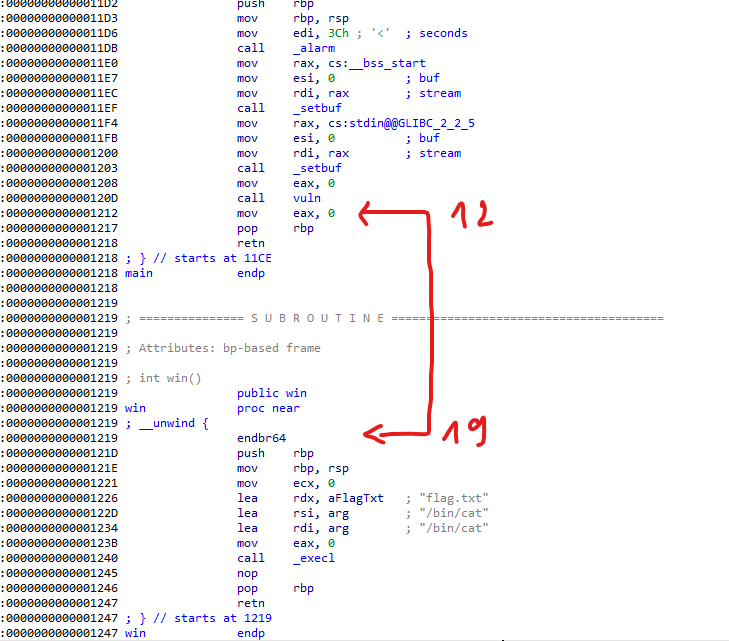 :00000000000011D2 push rbp
:00000000000011D3 mov rbp, rsp
:00000000000011D6 mov edi, 3Ch ; '<' ; seconds
:00000000000011DB call _alarm
:00000000000011E0 mov rax, cs:__bss_start
:00000000000011E7 mov esi, 0 ; buf
:00000000000011EC mov rdi, rax ; stream
:00000000000011EF call _setbuf
:00000000000011F4 mov rax, cs:stdin@@GLIBC_2_2_5
:00000000000011FB mov esi, 0 ; buf
:0000000000001200 mov rdi, rax ; stream
:0000000000001203 call _setbuf
:0000000000001208 mov eax, 0
:000000000000120D call vuln
:0000000000001212 mov eax, 0 12
:0000000000001217 pop rbp
:0000000000001218 retn
:0000000000001218 ; } // starts at 11CE
:0000000000001218 main endp
:0000000000001218
:0000000000001219
:0000000000001219 ; =============== S U B R O U T I N E =======================================
:0000000000001219
:0000000000001219 ; Attributes: bp-based frame
:0000000000001219
:0000000000001219 ; int win()
:0000000000001219 public win
:0000000000001219 win proc near
:0000000000001219 ; __unwind {
:0000000000001219 endbr64 19
:000000000000121D push rbp
:000000000000121E mov rbp, rsp
:0000000000001221 mov ecx, 0
:0000000000001226 lea rdx, aFlagTxt ; "flag.txt"
:000000000000122D lea rsi, arg ; "/bin/cat"
:0000000000001234 lea rdi, arg ; "/bin/cat"
:000000000000123B mov eax, 0
:0000000000001240 call _execl
:0000000000001245 nop
:0000000000001246 pop rbp
:0000000000001247 retn
:0000000000001247 ; } // starts at 1219
:0000000000001247 win endp